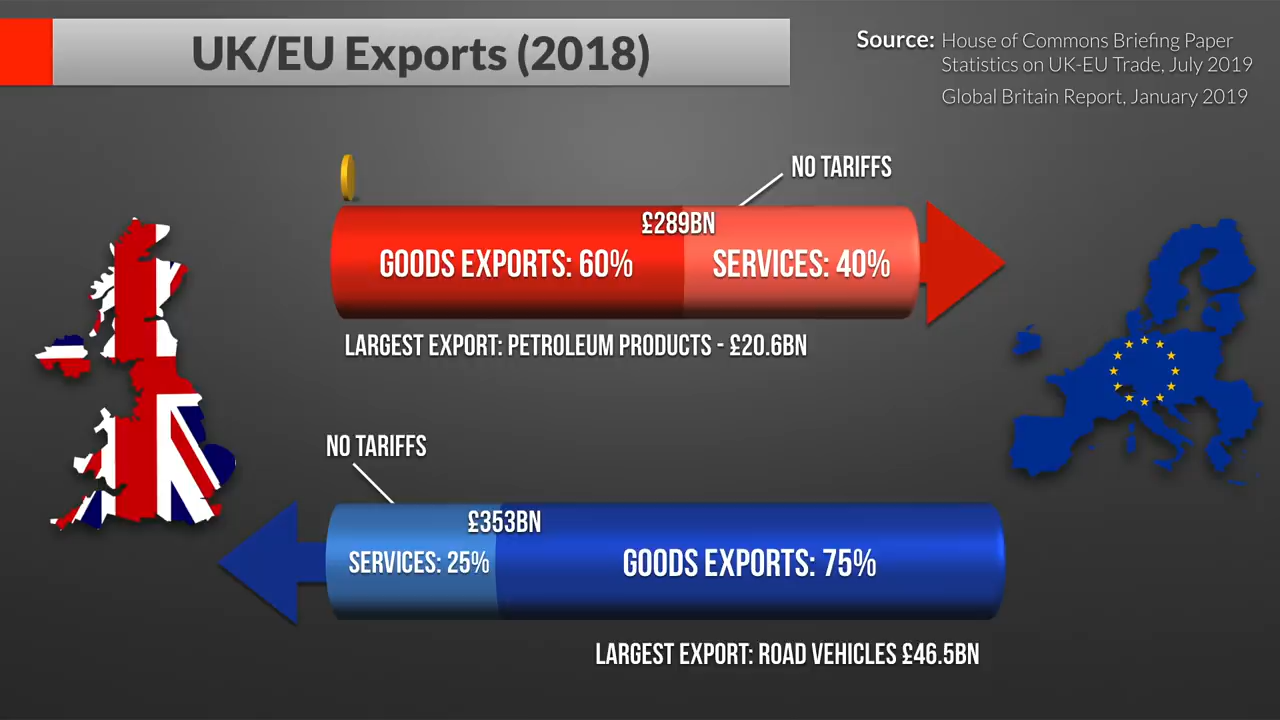 UK/EU Exports (2018)
Source: House of Commons Briefing Paper
Statistics on UK-EU Trade, July 2019
Global Britain Report, January 2019
NO TARIFFS
£289BN
GOODS EXPORTS: 60%
SERVICES: 40%
LARGEST EXPORT: PETROLEUM PRODUCTS - £20.6BN
NO TARIFFS
£353BN
SERVICES: 25%
GOODS EXPORTS: 75%
LARGEST EXPORT: ROAD VEHICLES £46.5BN